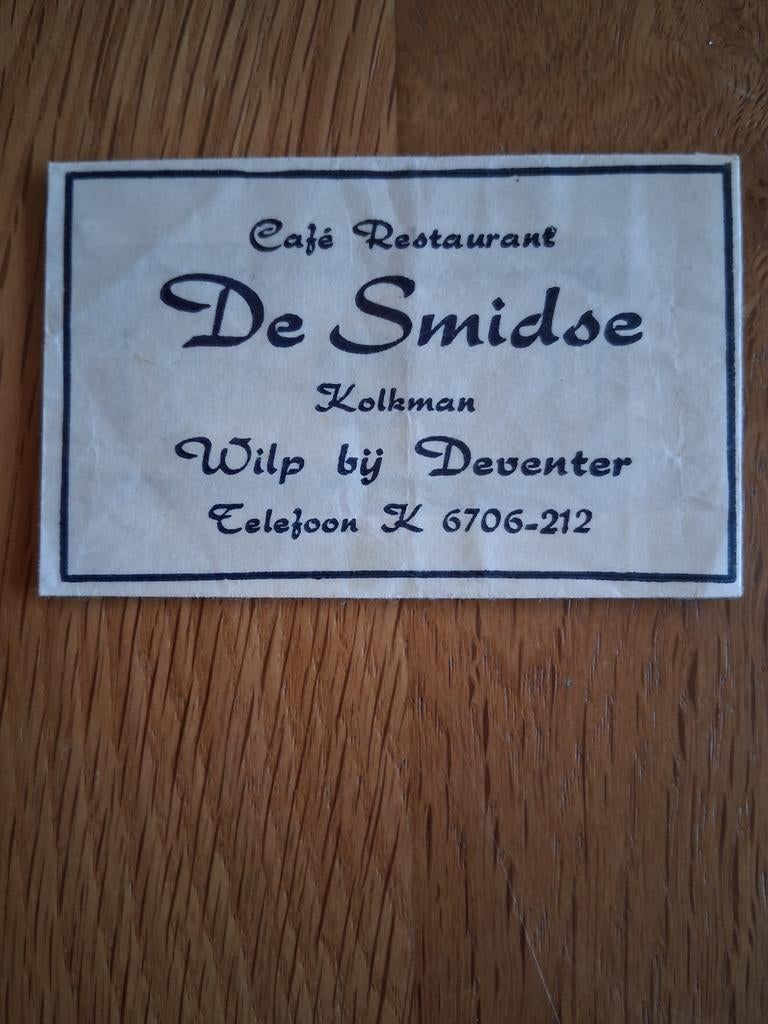 Café Restaurant
De Smidse
Kolkman
Wilp bij Deventer
Telefoon K 6706-212